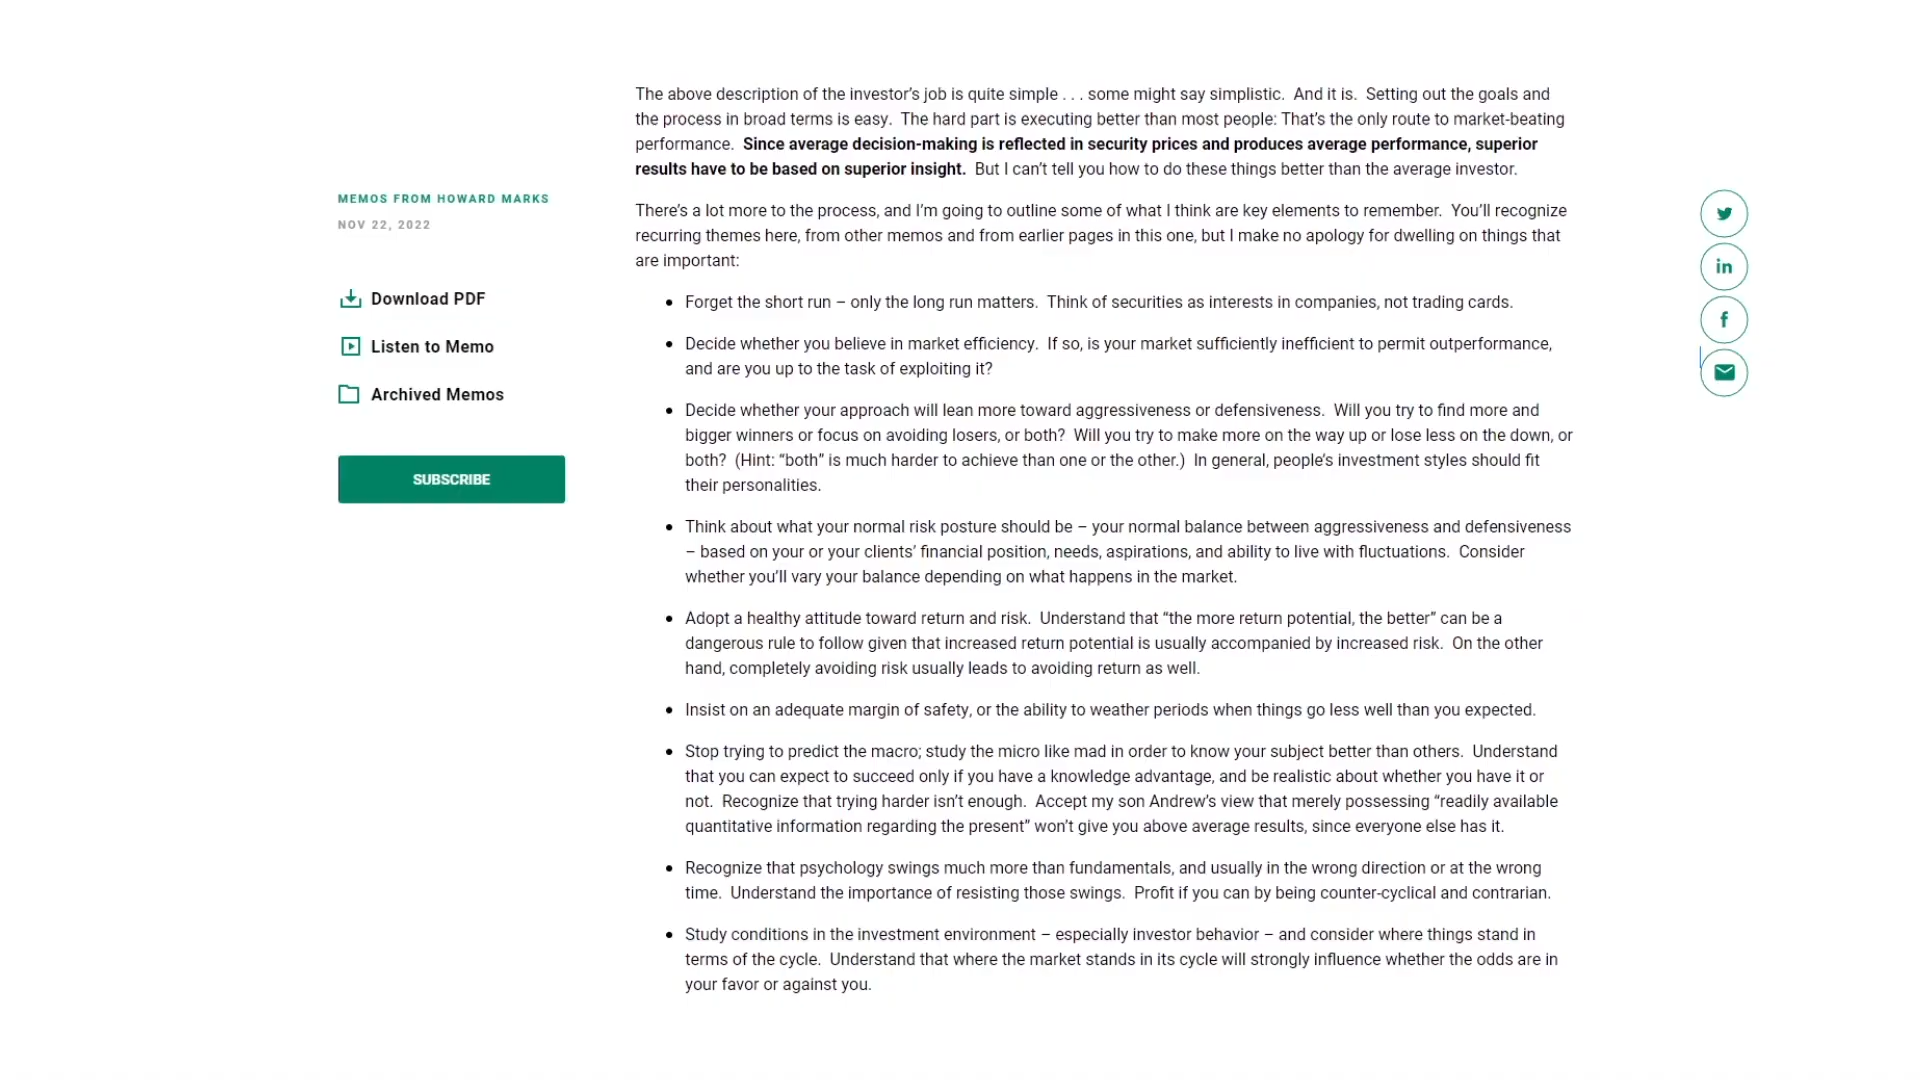 The above description of the investor’s job is quite simple . . . some might say simplistic.  And it is.  Setting out the goals and
the process in broad terms is easy.  The hard part is executing better than most people: That’s the only route to market-beating
performance.  Since average decision-making is reflected in security prices and produces average performance, superior
results have to be based on superior insight.  But I can’t tell you how to do these things better than the average investor.
MEMOS FROM HOWARD MARKS
NOV 22, 2022
Download PDF
Listen to Memo
Archived Memos
SUBSCRIBE
There’s a lot more to the process, and I’m going to outline some of what I think are key elements to remember.  You’ll recognize
recurring themes here, from other memos and from earlier pages in this one, but I make no apology for dwelling on things that
are important:
• Forget the short run – only the long run matters.  Think of securities as interests in companies, not trading cards.
• Decide whether you believe in market efficiency.  If so, is your market sufficiently inefficient to permit outperformance,
and are you up to the task of exploiting it?
• Decide whether your approach will lean more toward aggressiveness or defensiveness.  Will you try to find more and
bigger winners or focus on avoiding losers, or both?  Will you try to make more on the way up or lose less on the down, or
both?  (Hint: “both” is much harder to achieve than one or the other.)  In general, people’s investment styles should fit
their personalities.
• Think about what your normal risk posture should be – your normal balance between aggressiveness and defensiveness
– based on your or your clients’ financial position, needs, aspirations, and ability to live with fluctuations.  Consider
whether you’ll vary your balance depending on what happens in the market.
• Adopt a healthy attitude toward return and risk.  Understand that “the more return potential, the better” can be a
dangerous rule to follow given that increased return potential is usually accompanied by increased risk.  On the other
hand, completely avoiding risk usually leads to avoiding return as well.
• Insist on an adequate margin of safety, or the ability to weather periods when things go less well than you expected.
• Stop trying to predict the macro; study the micro like mad in order to know your subject better than others.  Understand
that you can expect to succeed only if you have a knowledge advantage, and be realistic about whether you have it or
not.  Recognize that trying harder isn’t enough.  Accept my son Andrew’s view that merely possessing “readily available
quantitative information regarding the present” won’t give you above average results, since everyone else has it.
• Recognize that psychology swings much more than fundamentals, and usually in the wrong direction or at the wrong
time.  Understand the importance of resisting those swings.  Profit if you can by being counter-cyclical and contrarian.
• Study conditions in the investment environment – especially investor behavior – and consider where things stand in
terms of the cycle.  Understand that where the market stands in its cycle will strongly influence whether the odds are in
your favor or against you.